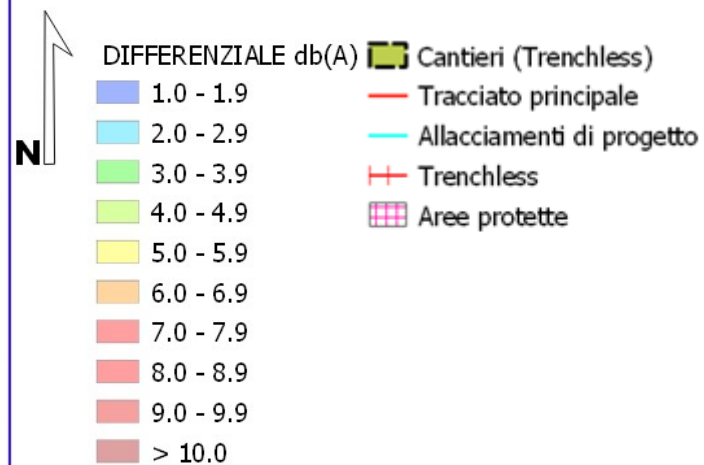 N
DIFFERENZIALE db(A)
1.0 - 1.9
2.0 - 2.9
3.0 - 3.9
4.0 - 4.9
5.0 - 5.9
6.0 - 6.9
7.0 - 7.9
8.0 - 8.9
9.0 - 9.9
> 10.0
Cantieri (Trenchless)
Tracciato principale
Allacciamenti di progetto
Trenchless
Aree protette